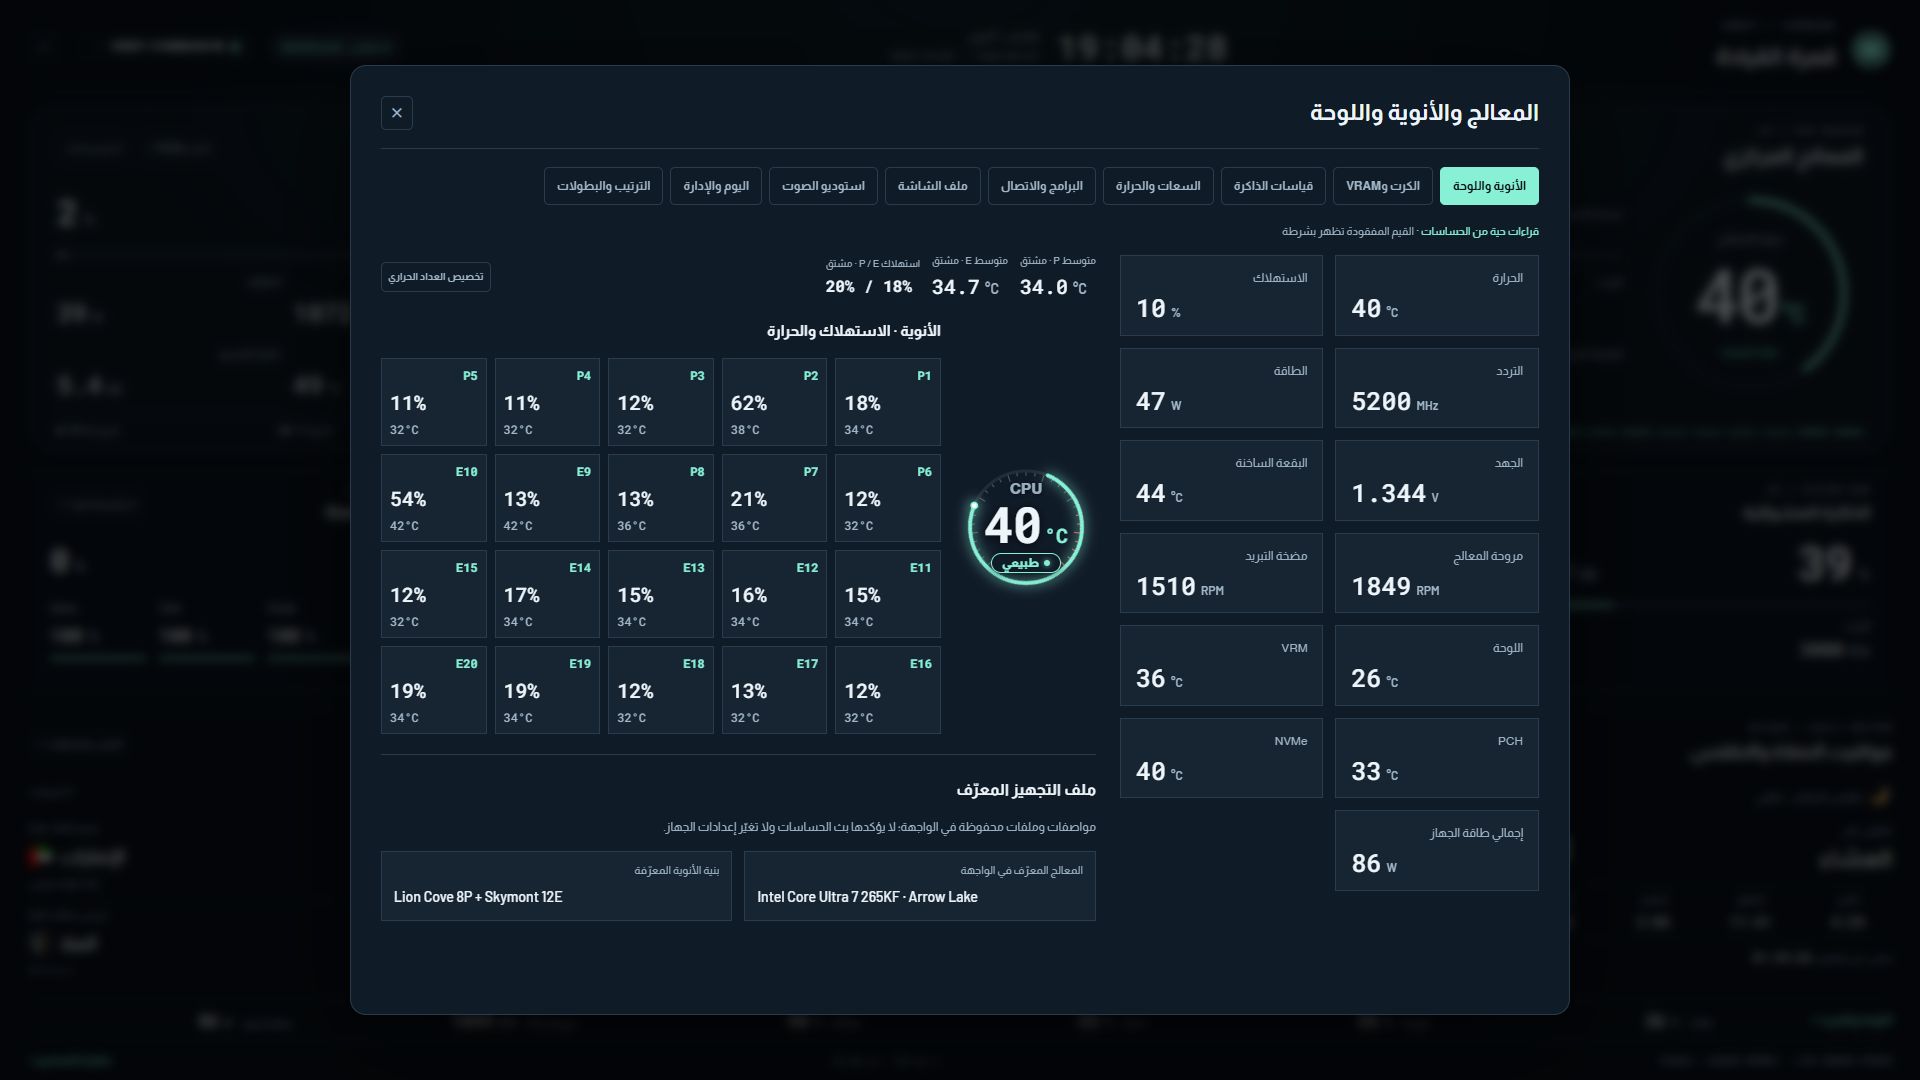 19:04:28
غرفة القيادة
المعالج والأنوية واللوحة
×
الأنوية واللوحة
الكرت وVRAM
قياسات الذاكرة
السعات والحرارة
البرامج والاتصال
ملف الشاشة
استوديو الصوت
اليوم والإدارة
الترتيب والبطولات
قراءات حية من الحساسات · القيم المفقودة تظهر بشرطة
الحرارة
40 °C
الاستهلاك
10 %
التردد
5200 MHz
الطاقة
47 W
الجهد
1.344 V
البقعة الساخنة
44 °C
مروحة المعالج
1849 RPM
مضخة التبريد
1510 RPM
اللوحة
26 °C
VRM
36 °C
PCH
33 °C
NVMe
40 °C
إجمالي طاقة الجهاز
86 W
متوسط P · مشتق
34.0 °C
متوسط E · مشتق
34.7 °C
استهلاك P / E · مشتق
20% / 18%
تخصيص العداد الحراري
CPU
40 °C
طبيعي
الأنوية · الاستهلاك والحرارة
P1
18%
34°C
P2
62%
38°C
P3
12%
32°C
P4
11%
32°C
P5
11%
32°C
P6
12%
32°C
P7
21%
36°C
P8
13%
36°C
E9
13%
42°C
E10
54%
42°C
E11
15%
34°C
E12
16%
34°C
E13
15%
34°C
E14
17%
34°C
E15
12%
32°C
E16
12%
32°C
E17
13%
32°C
E18
12%
32°C
E19
19%
34°C
E20
19%
34°C
ملف التجهيز المعرّف
مواصفات وملفات محفوظة في الواجهة؛ لا يؤكدها بث الحساسات ولا تغيّر إعدادات الجهاز.
المعالج المعرّف في الواجهة
Intel Core Ultra 7 265KF · Arrow Lake
بنية الأنوية المعرّفة
Lion Cove 8P + Skymont 12E